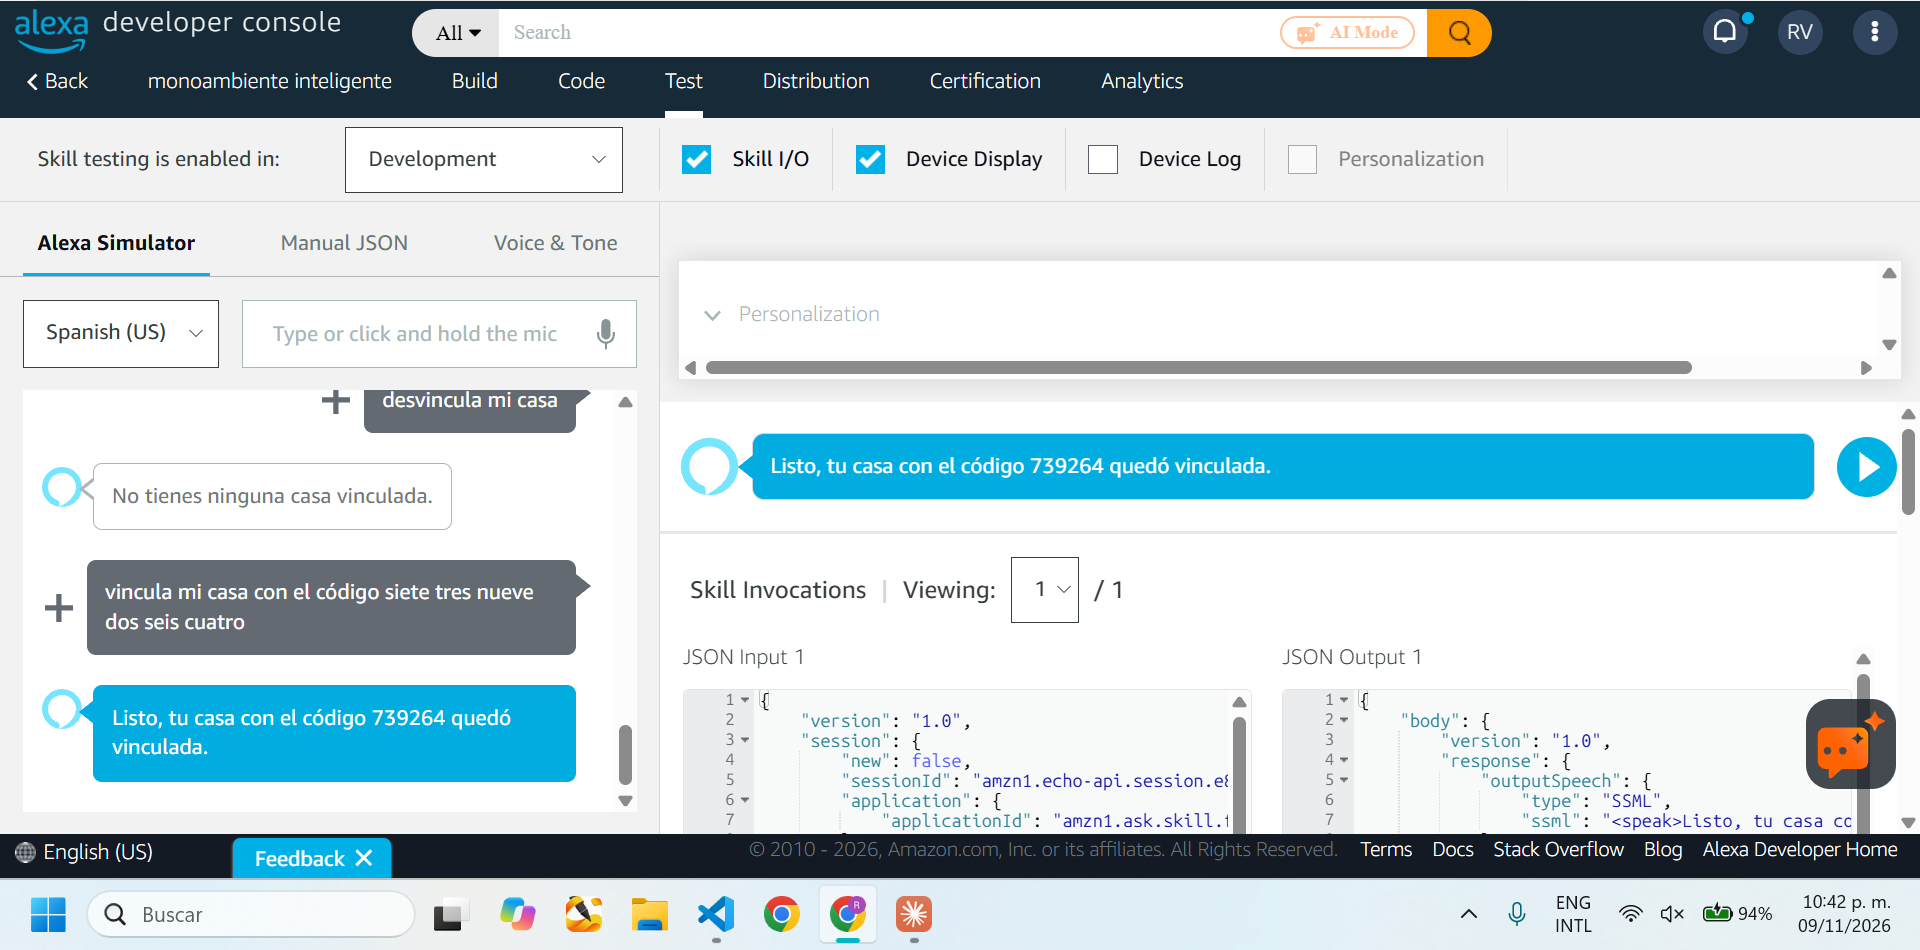 alexa developer console
All
Search
AI Mode
RV
Back
monoambiente inteligente
Build
Code
Test
Distribution
Certification
Analytics
Skill testing is enabled in:
Development
Skill I/O
Device Display
Device Log
Personalization
Alexa Simulator
Manual JSON
Voice & Tone
Spanish (US)
Type or click and hold the mic
desvincula mi casa
No tienes ninguna casa vinculada.
vincula mi casa con el código siete tres nueve
dos seis cuatro
Listo, tu casa con el código 739264 quedó
vinculada.
Personalization
Listo, tu casa con el código 739264 quedó vinculada.
Skill Invocations | Viewing: 1 / 1
JSON Input 1
1 {
2 "version": "1.0",
3 "session": {
4 "new": false,
5 "sessionId": "amzn1.echo-api.session.e8
6 "application": {
7 "applicationId": "amzn1.ask.skill.f
JSON Output 1
1 {
2 "body": {
3 "version": "1.0",
4 "response": {
5 "outputSpeech": {
6 "type": "SSML",
7 "ssml": "<speak>Listo, tu casa co
English (US)
Feedback
© 2010 - 2026, Amazon.com, Inc. or its affiliates. All Rights Reserved.
Terms
Docs
Stack Overflow
Blog
Alexa Developer Home
Buscar
R
ENG
INTL
94%
10:42 p. m.
09/11/2026